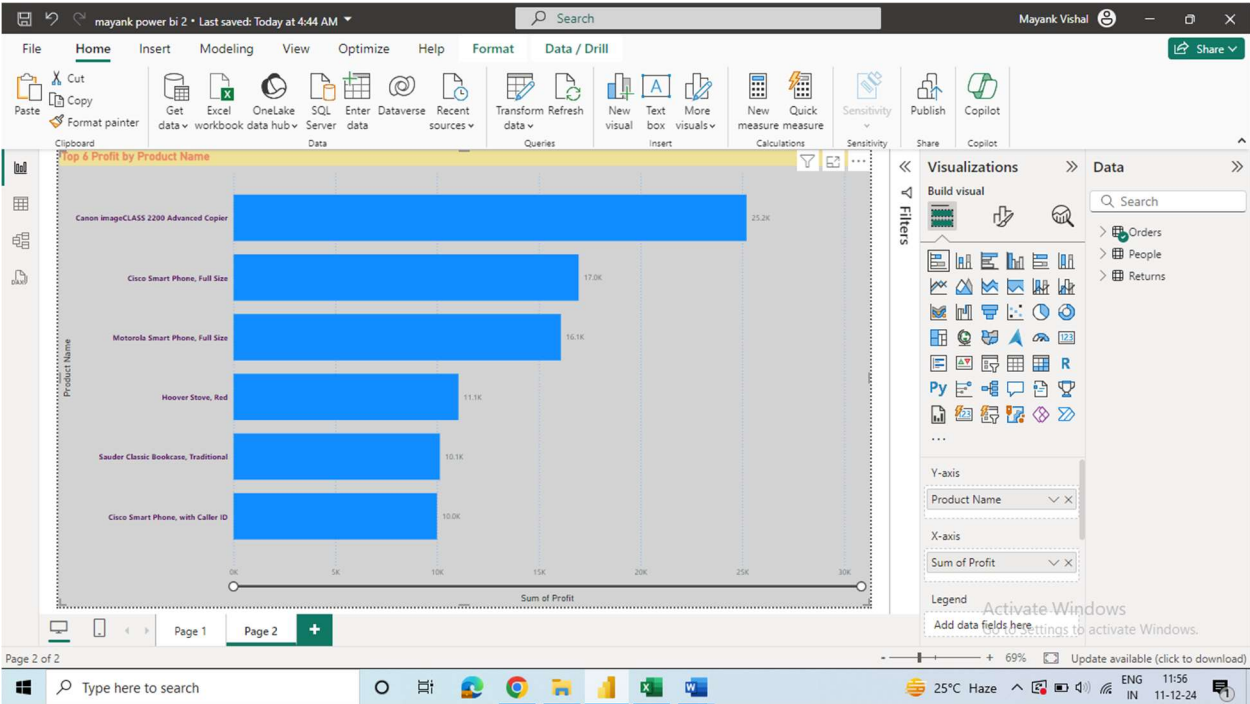 mayank power bi 2 • Last saved: Today at 4:44 AM
Search
Mayank Vishal
File Home Insert Modeling View Optimize Help Format Data / Drill
Share
Paste
Cut
Copy
Format painter
Clipboard
Get data
Excel workbook
OneLake data hub
SQL Server
Enter data
Dataverse
Recent sources
Data
Transform data
Refresh
Queries
New visual
Text box
More visuals
Insert
New measure
Quick measure
Calculations
Sensitivity
Sensitivity
Publish
Share
Copilot
Copilot
Top 6 Profit by Product Name
Product Name
Canon imageCLASS 2200 Advanced Copier 25.2K
Cisco Smart Phone, Full Size 17.0K
Motorola Smart Phone, Full Size 16.1K
Hoover Stove, Red 11.1K
Sauder Classic Bookcase, Traditional 10.1K
Cisco Smart Phone, with Caller ID 10.0K
0K 5K 10K 15K 20K 25K 30K
Sum of Profit
Filters
Visualizations
Build visual
123
R
Py
123
...
Y-axis
Product Name
X-axis
Sum of Profit
Legend
Add data fields here
Data
Search
Orders
People
Returns
Activate Windows
Go to Settings to activate Windows.
Page 1 Page 2 +
Page 2 of 2
- + 69%
Update available (click to download)
Type here to search
25°C Haze
ENG
IN
11:56
11-12-24
1